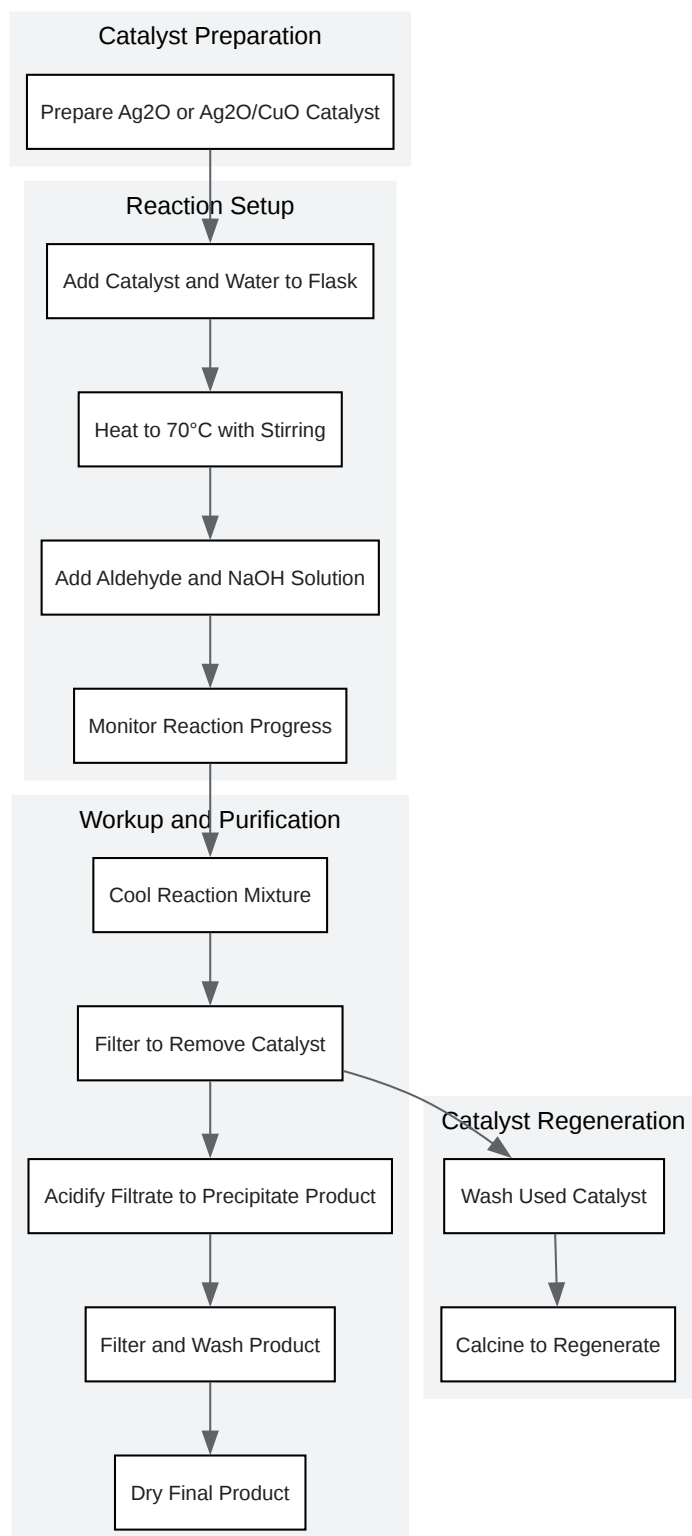 Catalyst Preparation
Prepare Ag2O or Ag2O/CuO Catalyst
Reaction Setup
Add Catalyst and Water to Flask
Heat to 70°C with Stirring
Add Aldehyde and NaOH Solution
Monitor Reaction Progress
Workup and Purification
Cool Reaction Mixture
Filter to Remove Catalyst
Catalyst Regeneration
Acidify Filtrate to Precipitate Product
Wash Used Catalyst
Filter and Wash Product
Calcine to Regenerate
Dry Final Product